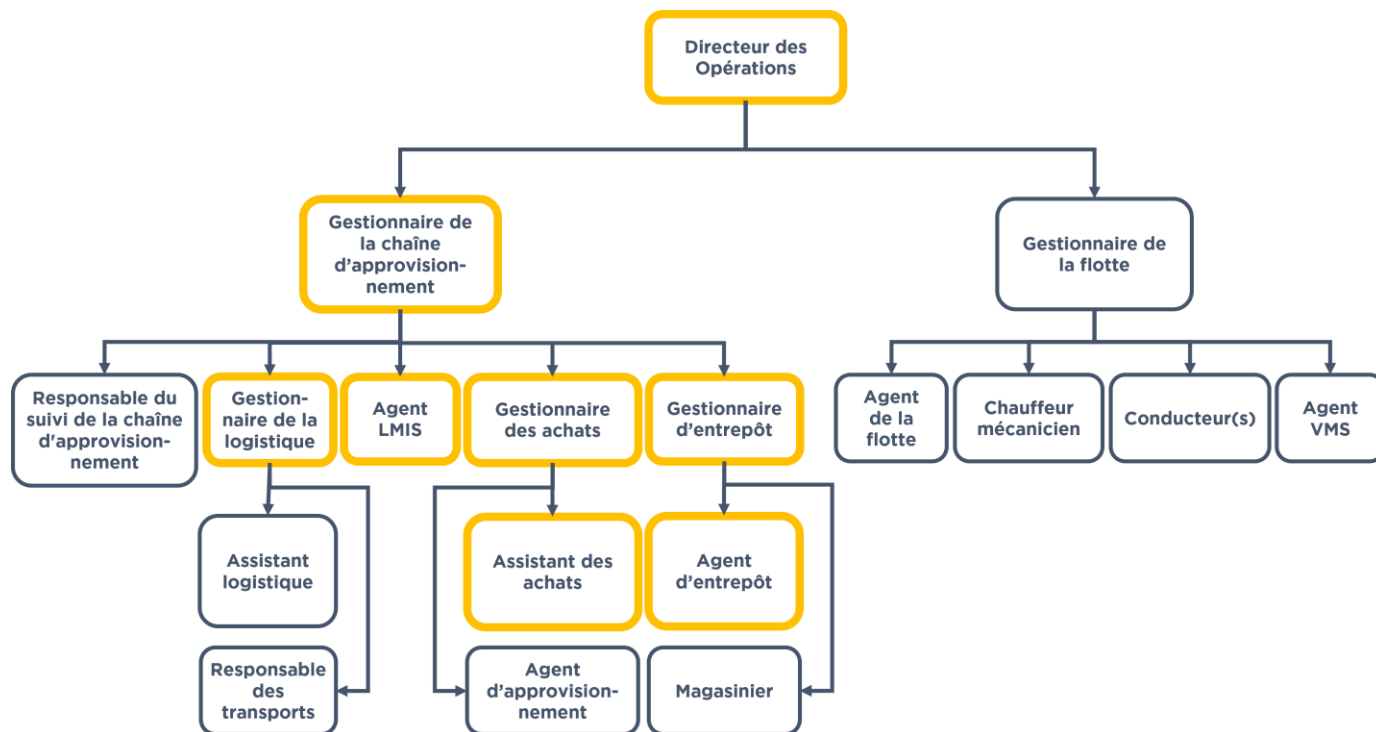 Directeur des
Opérations
Gestionnaire de
la chaîne
d'approvision-
nement
Gestionnaire de
la flotte
Responsable du
suivi de la chaîne
d'approvision-
nement
Gestion-
naire de la
logistique
Agent
LMIS
Gestionnaire
des achats
Gestionnaire
d'entrepôt
Agent
de la
flotte
Chauffeur
mécanicien
Conducteur(s)
Agent
VMS
Assistant
logistique
Assistant des
achats
Agent
d'entrepôt
Responsable
des
transports
Agent
d'approvision-
nement
Magasinier